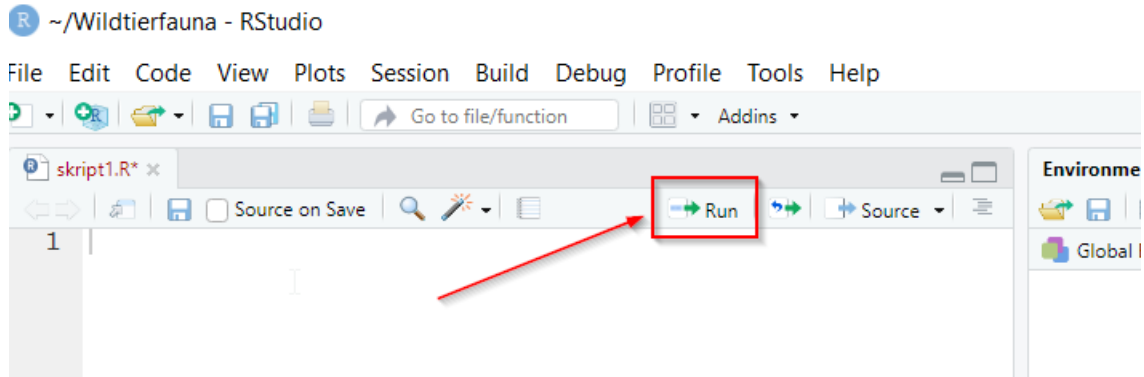 R ~/Wildtierfauna - RStudio
File Edit Code View Plots Session Build Debug Profile Tools Help
Go to file/function Addins
skript1.R*
Source on Save Run Source
1
Environme
Global